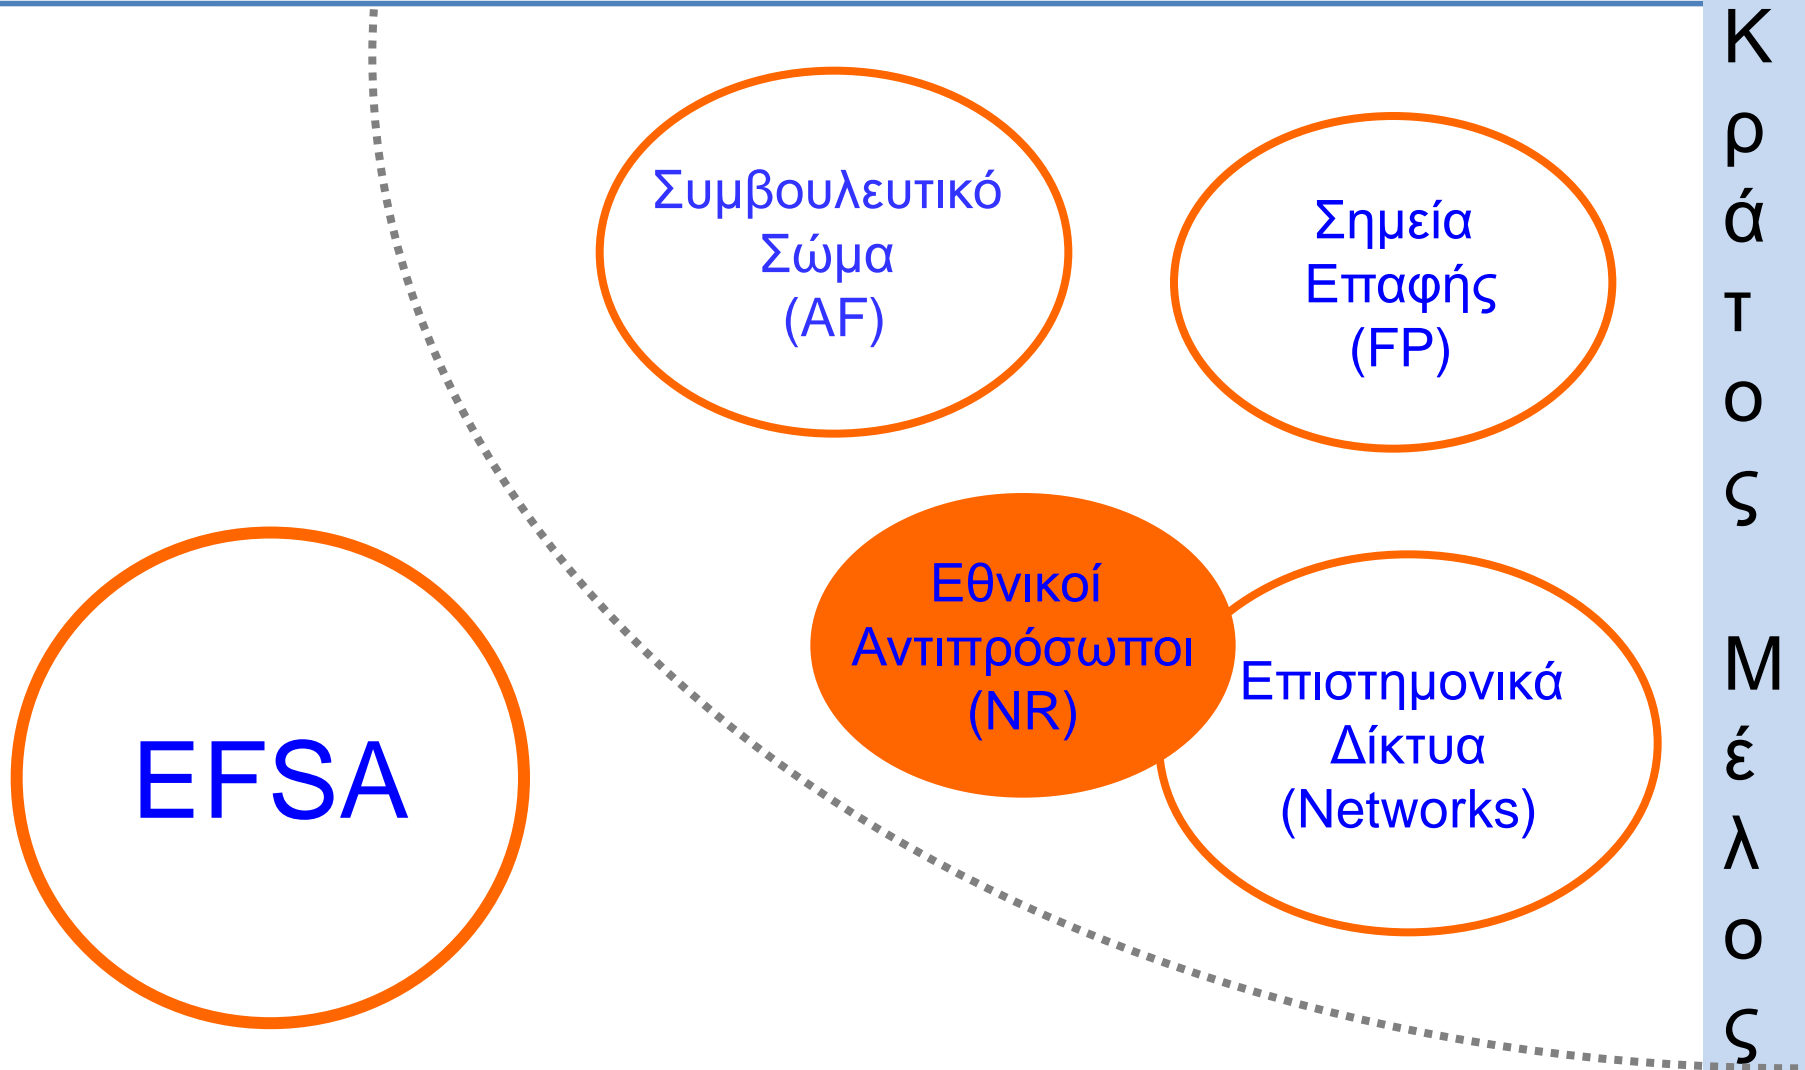 Συμβουλευτικό
Σώμα
(AF)
Σημεία
Επαφής
(FP)
Εθνικοί
Αντιπρόσωποι
(NR)
Επιστημονικά
Δίκτυα
(Networks)
EFSA
Κράτος Μέλος